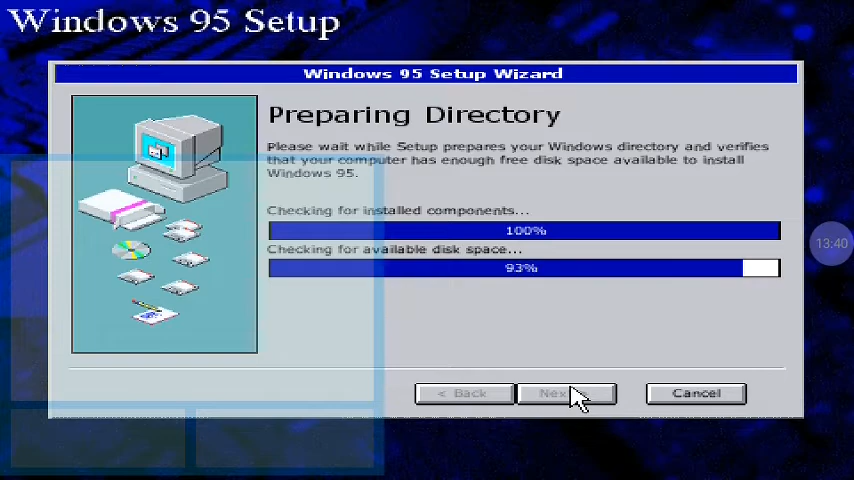 Windows 95 Setup
Windows 95 Setup Wizard
Preparing Directory
Please wait while Setup prepares your Windows directory and verifies
that your computer has enough free disk space available to install
Windows 95.
Checking for installed components...
100%
Checking for available disk space...
93%
< Back
Nex
Cancel
13:40